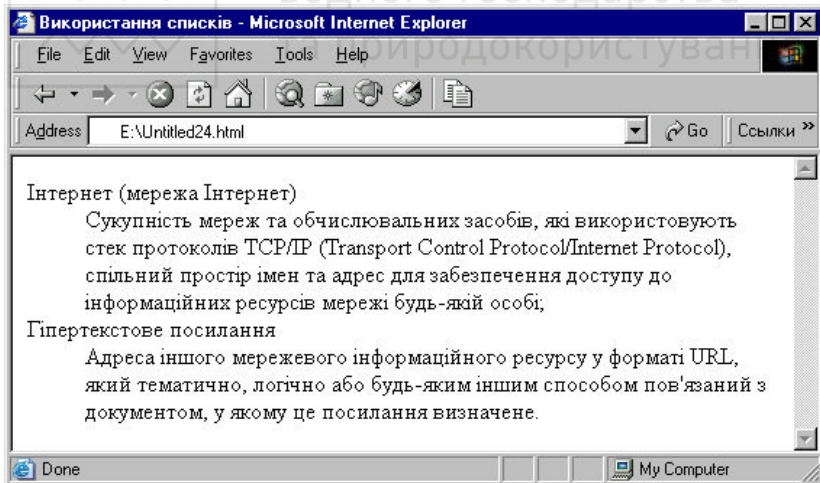 водного господарства
Використання списків - Microsoft Internet Explorer
та природокористування
File Edit View Favorites Tools Help
Address E:\Untitled24.html Go Ссылки »
Інтернет (мережа Інтернет)
Сукупність мереж та обчислювальних засобів, які використовують
стек протоколів TCP/IP (Transport Control Protocol/Internet Protocol),
спільний простір імен та адрес для забезпечення доступу до
інформаційних ресурсів мережі будь-якій особі;
Гіпертекстове посилання
Адреса іншого мережевого інформаційного ресурсу у форматі URL,
який тематично, логічно або будь-яким іншим способом пов'язаний з
документом, у якому це посилання визначене.
Done My Computer